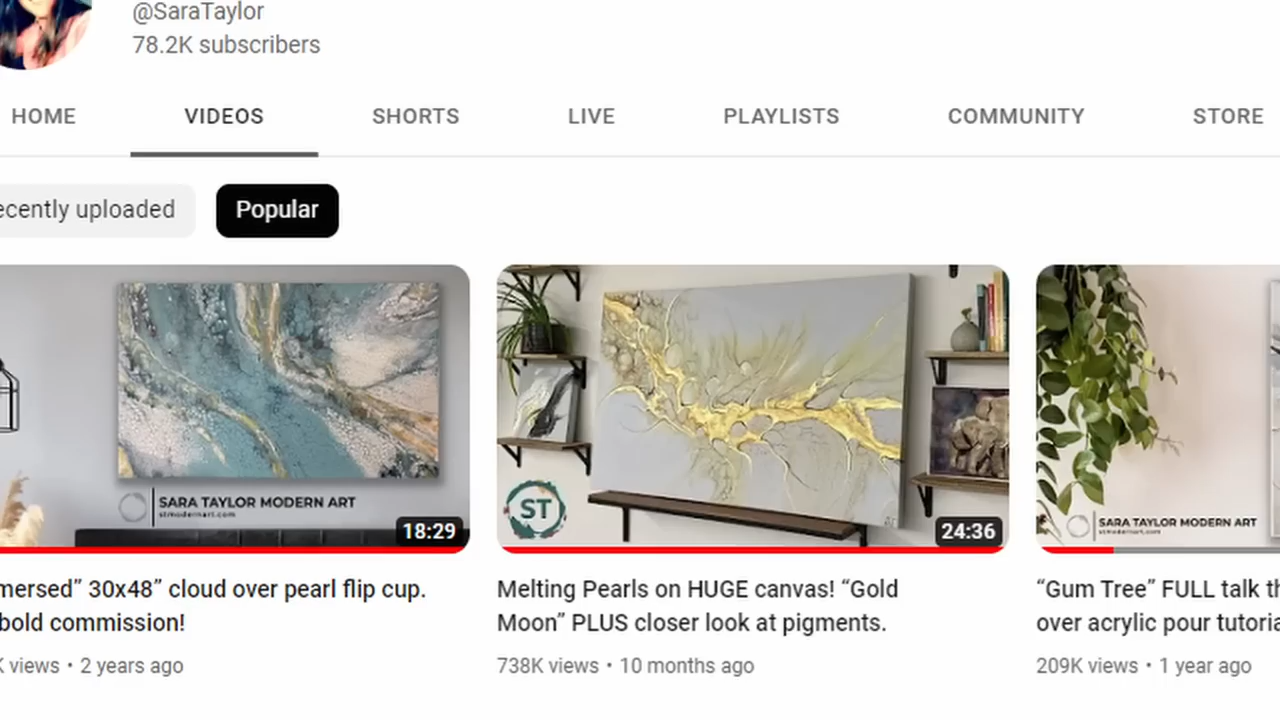 @SaraTaylor
78.2K subscribers
HOME VIDEOS SHORTS LIVE PLAYLISTS COMMUNITY STORE
ecently uploaded Popular
SARA TAYLOR MODERN ART
stmodernart.com
18:29
ST
24:36
SARA TAYLOR MODERN ART
stmodernart.com
mersed” 30x48” cloud over pearl flip cup.
bold commission!
K views • 2 years ago
Melting Pearls on HUGE canvas! “Gold
Moon” PLUS closer look at pigments.
738K views • 10 months ago
“Gum Tree” FULL talk th
over acrylic pour tutoria
209K views • 1 year ago